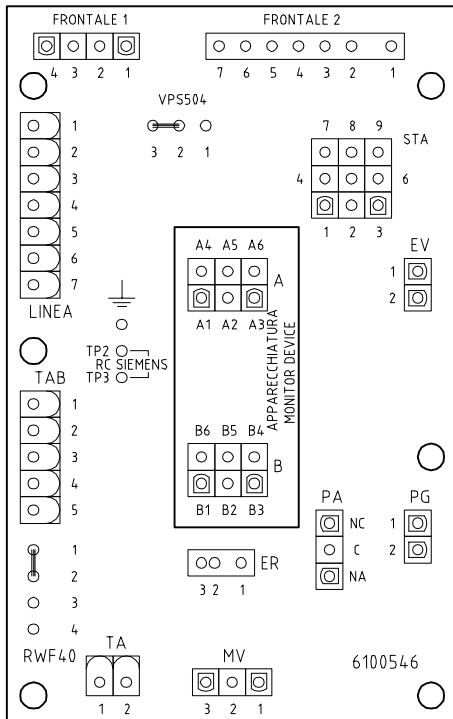 FRONTALE 1
FRONTALE 2
4 3 2 1
7 6 5 4 3 2 1
VPS504
3 2 1
1
2
3
4
5
6
7
LINEA
7 8 9
STA
4 6
1 2 3
EV
1
2
A4 A5 A6
A
A1 A2 A3
APPARECCHIATURA
MONITOR DEVICE
TP2
RC SIEMENS
TP3
TAB
1
2
3
4
5
B6 B5 B4
B
B1 B2 B3
PA
NC
C
NA
PG
1
2
1
2
3
4
RWF40
ER
3 2 1
TA
1 2
MV
3 2 1
6100546